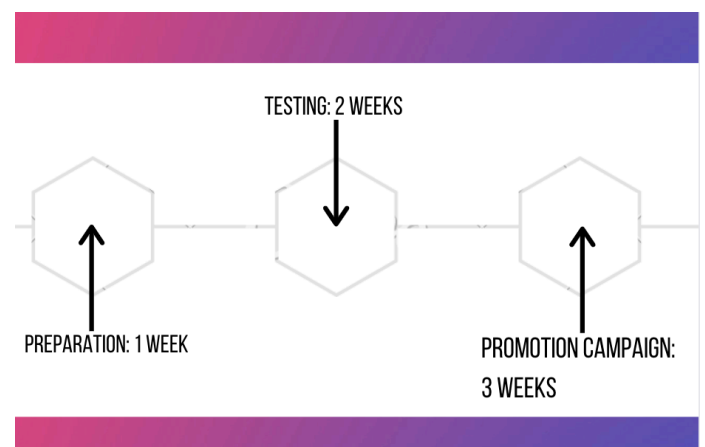 TESTING: 2 WEEKS
PREPARATION: 1 WEEK
PROMOTION CAMPAIGN:
3 WEEKS